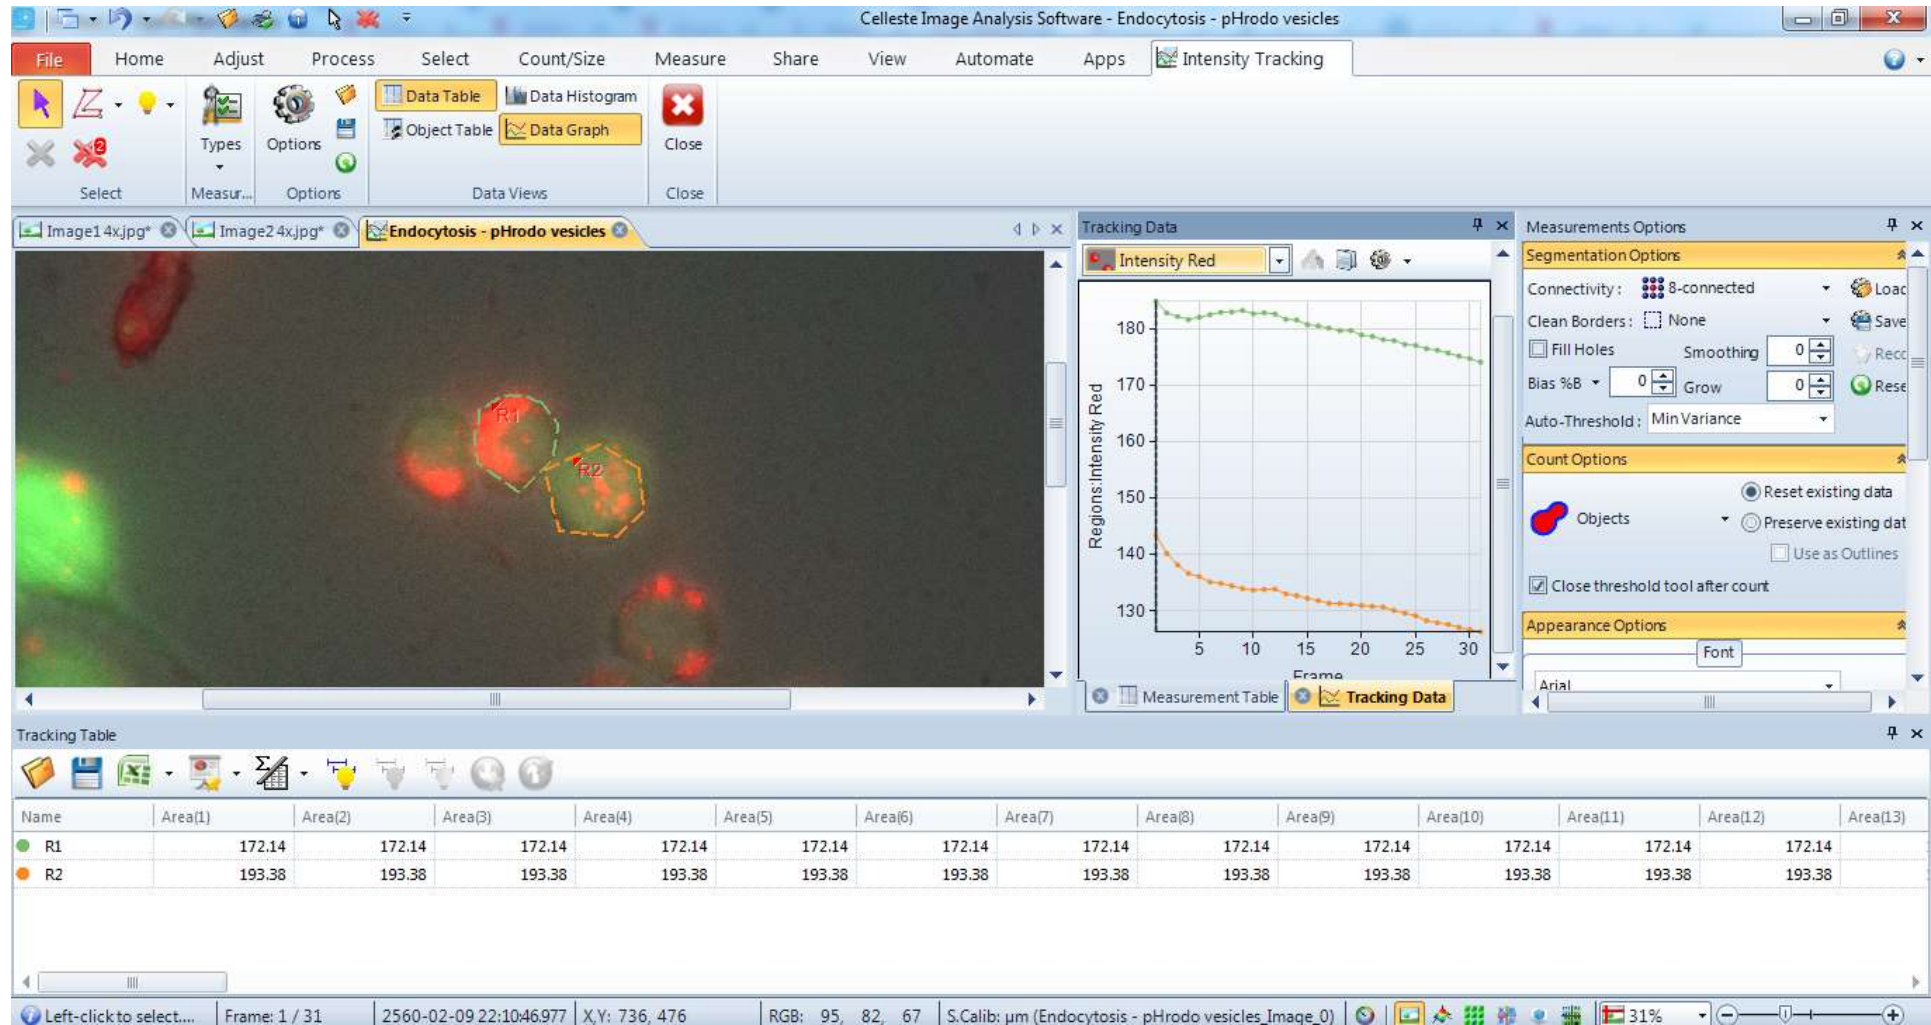 Celleste Image Analysis Software - Endocytosis - pHrodo vesicles
File Home Adjust Process Select Count/Size Measure Share View Automate Apps Intensity Tracking
Data Table Data Histogram
Object Table Data Graph
Types Options Close
2
Select Measur... Options Data Views Close
Image1 4x.jpg* Image2 4x.jpg* Endocytosis - pHrodo vesicles
R1
R2
Tracking Data
Intensity Red
Regions:Intensity Red
180
170
160
150
140
130
5 10 15 20 25 30
Frame
Measurement Table Tracking Data
Measurements Options
Segmentation Options
Connectivity: 8-connected Load
Clean Borders: None Save
Fill Holes Smoothing 0 Recc
Bias %B 0 Grow 0 Rese
Auto-Threshold: Min Variance
Count Options
Reset existing data
Objects Preserve existing dat
Use as Outlines
Close threshold tool after count
Appearance Options
Font
Arial
Tracking Table
Name Area(1) Area(2) Area(3) Area(4) Area(5) Area(6) Area(7) Area(8) Area(9) Area(10) Area(11) Area(12) Area(13)
R1 172.14 172.14 172.14 172.14 172.14 172.14 172.14 172.14 172.14 172.14 172.14 172.14
R2 193.38 193.38 193.38 193.38 193.38 193.38 193.38 193.38 193.38 193.38 193.38 193.38
Left-click to select.... Frame: 1 / 31 2560-02-09 22:10:46.977 X,Y: 736, 476 RGB: 95, 82, 67 S.Calib: µm (Endocytosis - pHrodo vesicles_Image_0) 31%